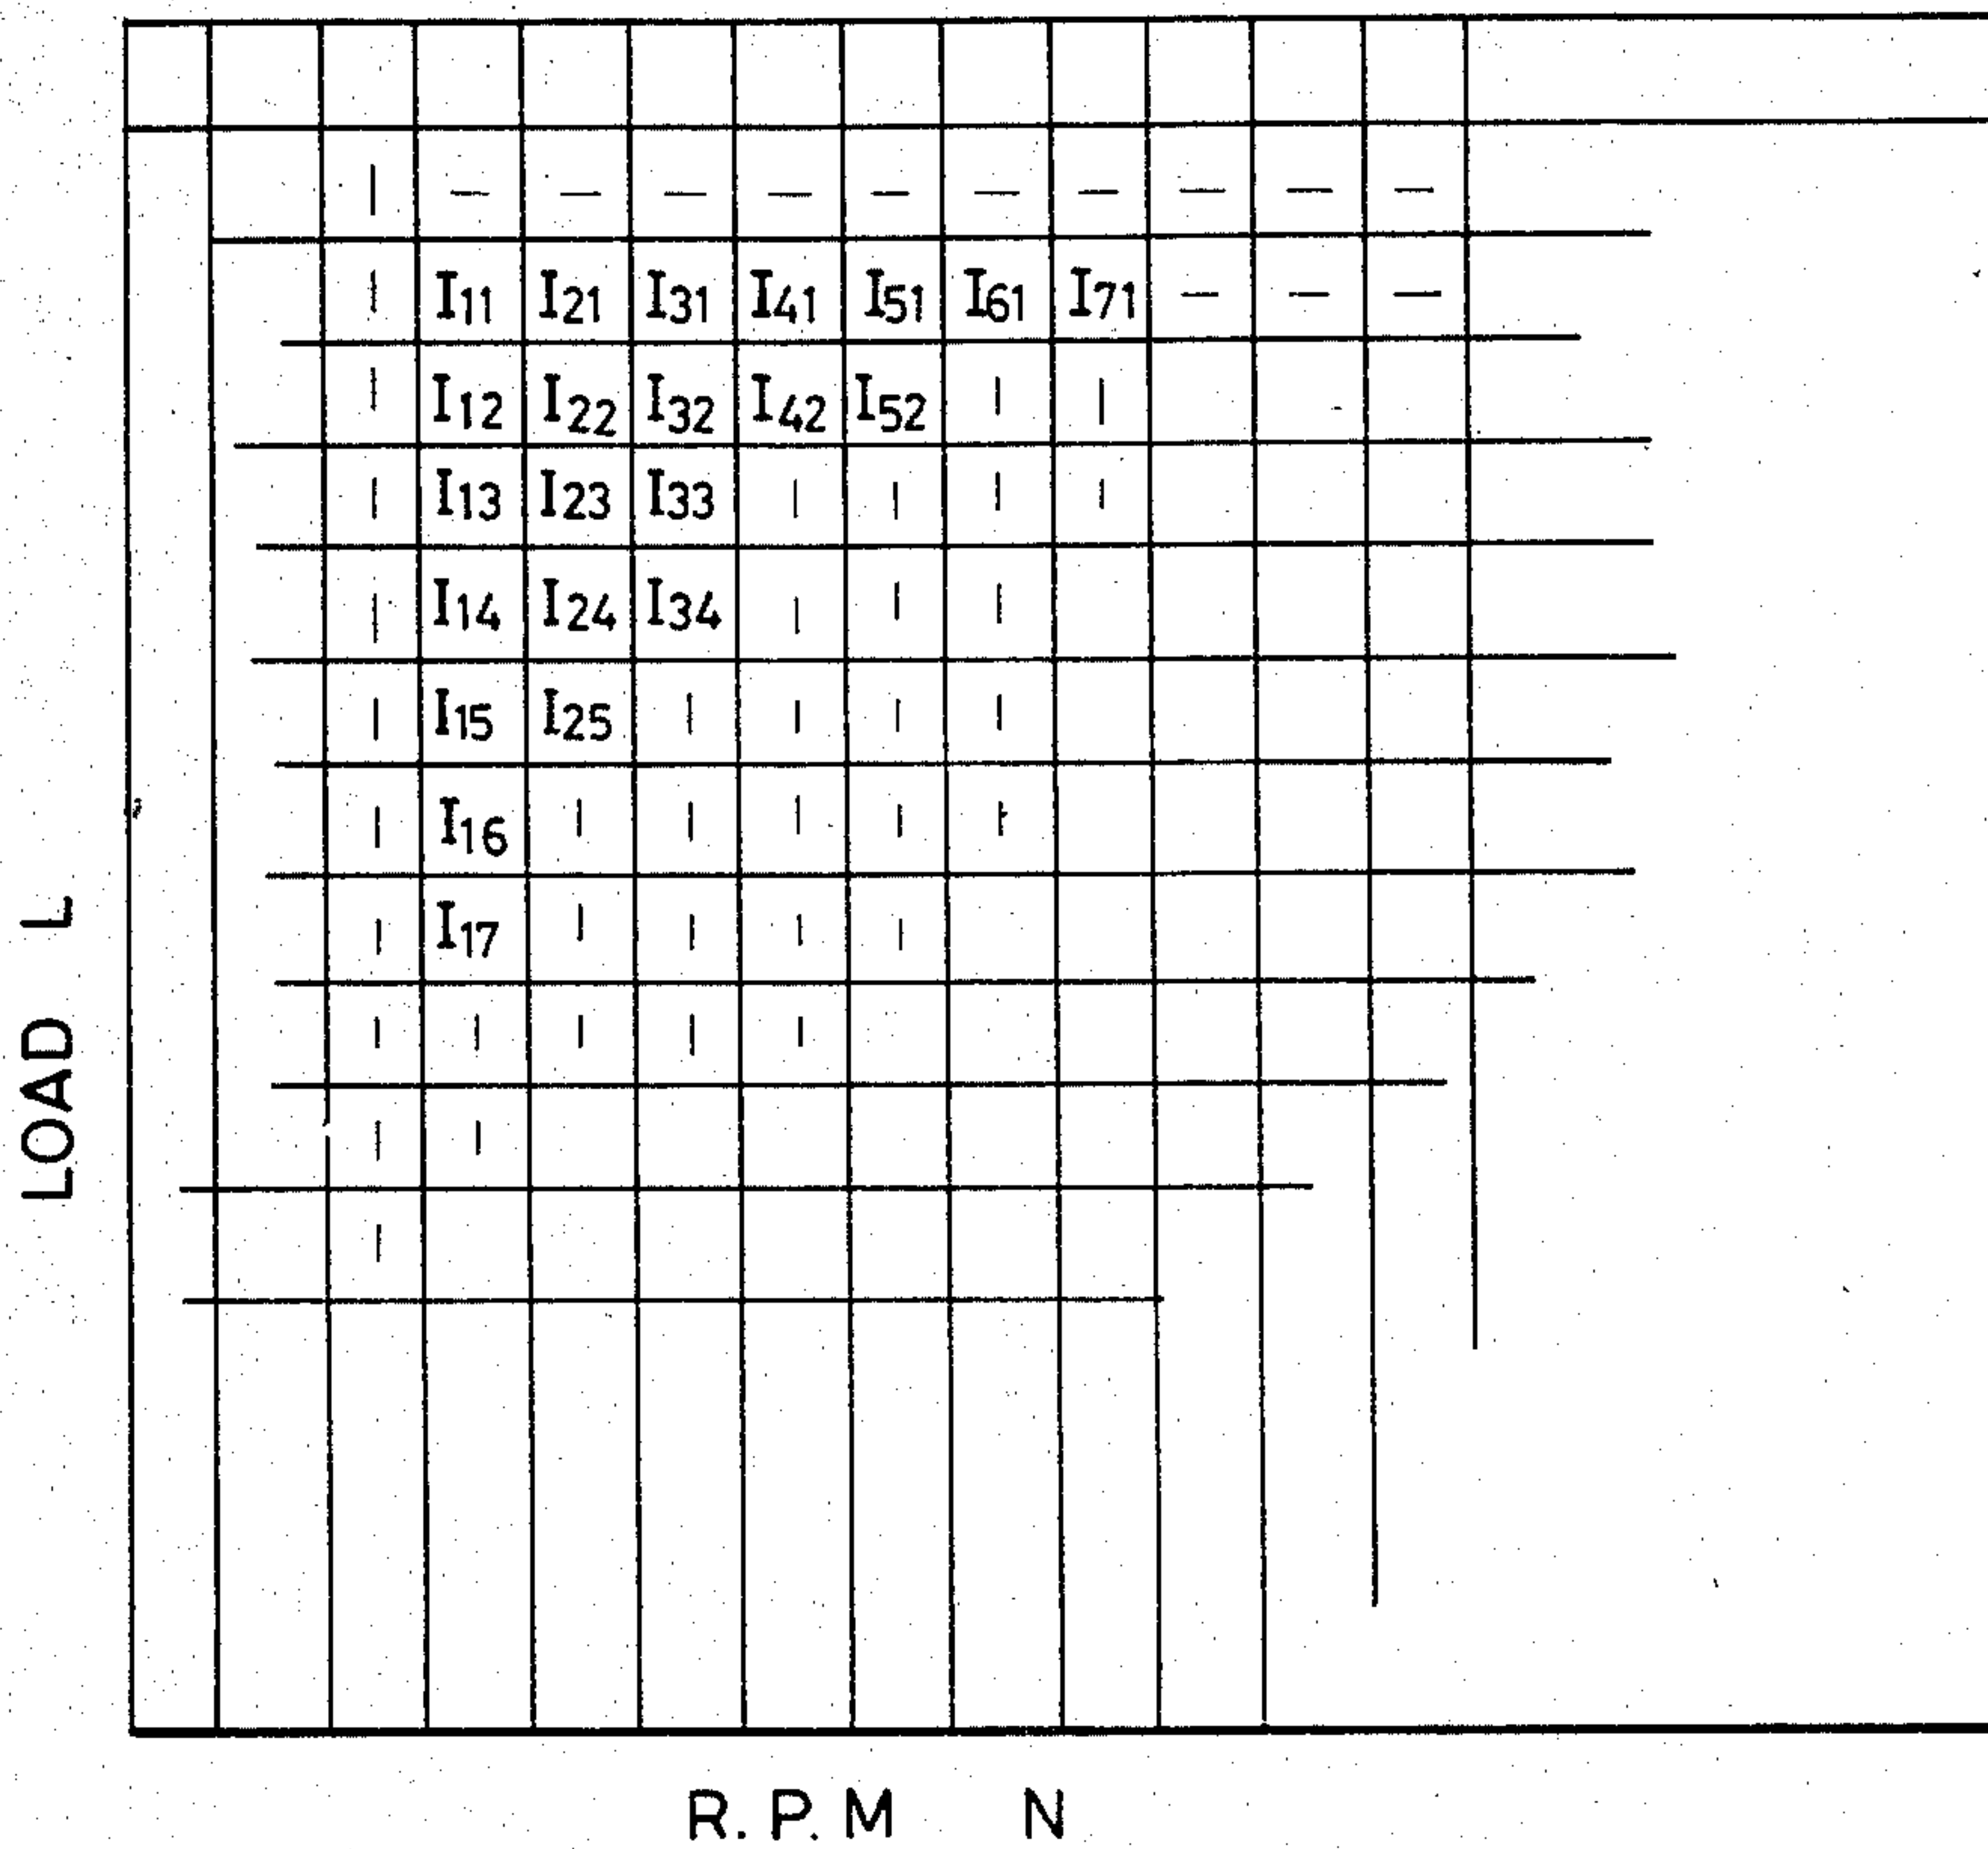 I11 I21 I31 I41 I51 I61 I71
I12 I22 I32 I42 I52
I13 I23 I33
I14 I24 I34
I15 I25
I16
I17
LOAD L
R.P.M N